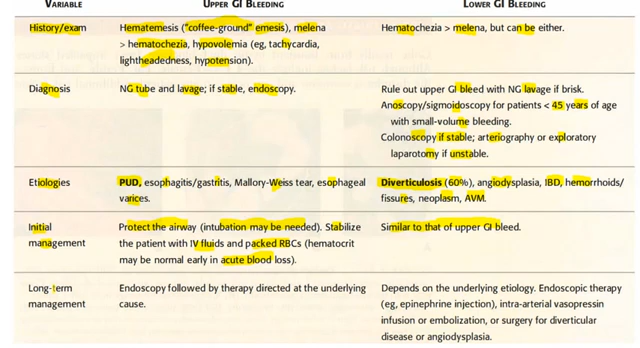 VARIABLE UPPER GI BLEEDING LOWER GI BLEEDING
History/exam
Hematemesis ("coffee-ground" emesis), melena
> hematochezia, hypovolemia (eg, tachycardia,
lightheadedness, hypotension).
Hematochezia > melena, but can be either.
Diagnosis
NG tube and lavage; if stable, endoscopy.
Rule out upper GI bleed with NG lavage if brisk.
Anoscopy/sigmoidoscopy for patients < 45 years of age
with small-volume bleeding.
Colonoscopy if stable; arteriography or exploratory
laparotomy if unstable.
Etiologies
PUD, esophagitis/gastritis, Mallory-Weiss tear, esophageal
varices.
Diverticulosis (60%), angiodysplasia, IBD, hemorrhoids/
fissures, neoplasm, AVM.
Initial
management
Protect the airway (intubation may be needed). Stabilize
the patient with IV fluids and packed RBCs (hematocrit
may be normal early in acute blood loss).
Similar to that of upper GI bleed.
Long-term
management
Endoscopy followed by therapy directed at the underlying
cause.
Depends on the underlying etiology. Endoscopic therapy
(eg, epinephrine injection), intra-arterial vasopressin
infusion or embolization, or surgery for diverticular
disease or angiodysplasia.